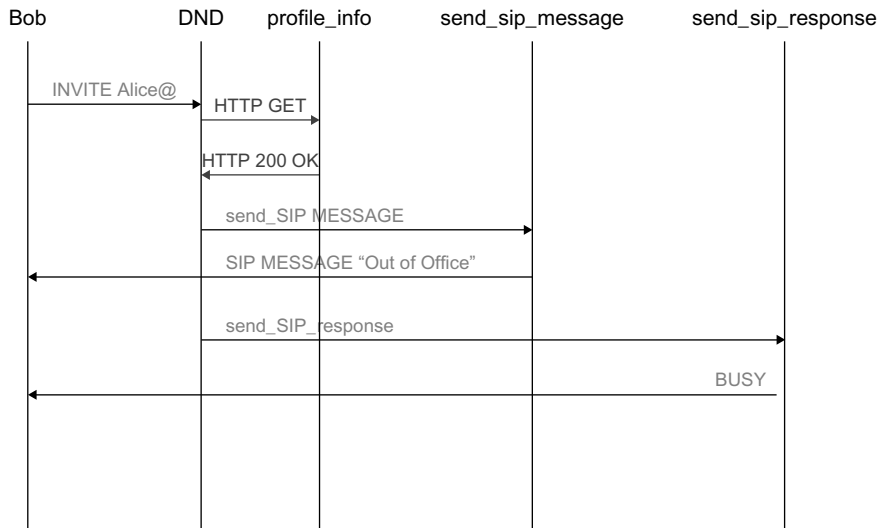 Bob DND profile_info send_sip_message send_sip_response
INVITE Alice@
HTTP GET
HTTP 200 OK
send_SIP MESSAGE
SIP MESSAGE “Out of Office”
send_SIP_response
BUSY